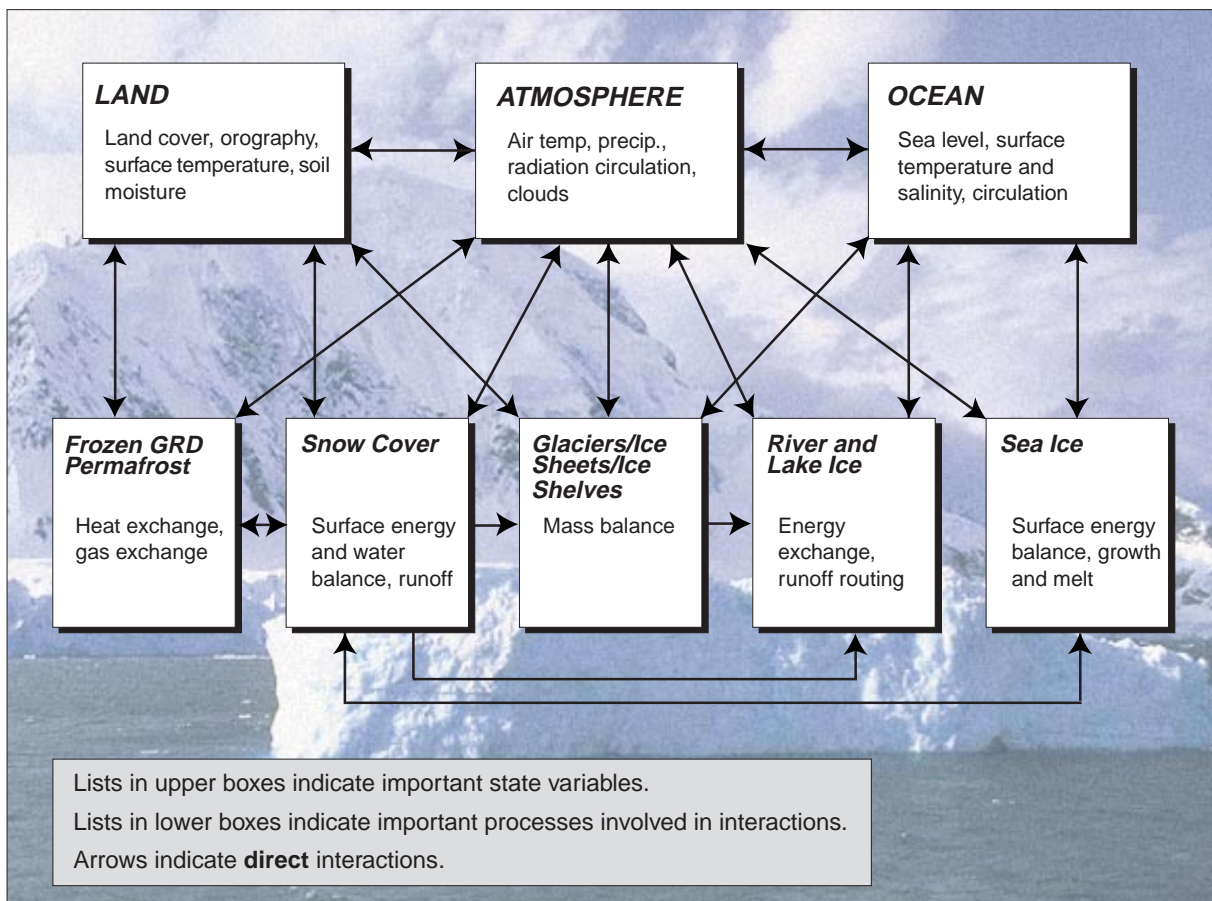 LAND
Land cover, orography,
surface temperature, soil
moisture
ATMOSPHERE
Air temp, precip.,
radiation circulation,
clouds
OCEAN
Sea level, surface
temperature and
salinity, circulation
Frozen GRD
Permafrost
Heat exchange,
gas exchange
Snow Cover
Surface energy
and water
balance, runoff
Glaciers/Ice
Sheets/Ice
Shelves
Mass balance
River and
Lake Ice
Energy
exchange,
runoff routing
Sea Ice
Surface energy
balance, growth
and melt
Lists in upper boxes indicate important state variables.
Lists in lower boxes indicate important processes involved in interactions.
Arrows indicate direct interactions.